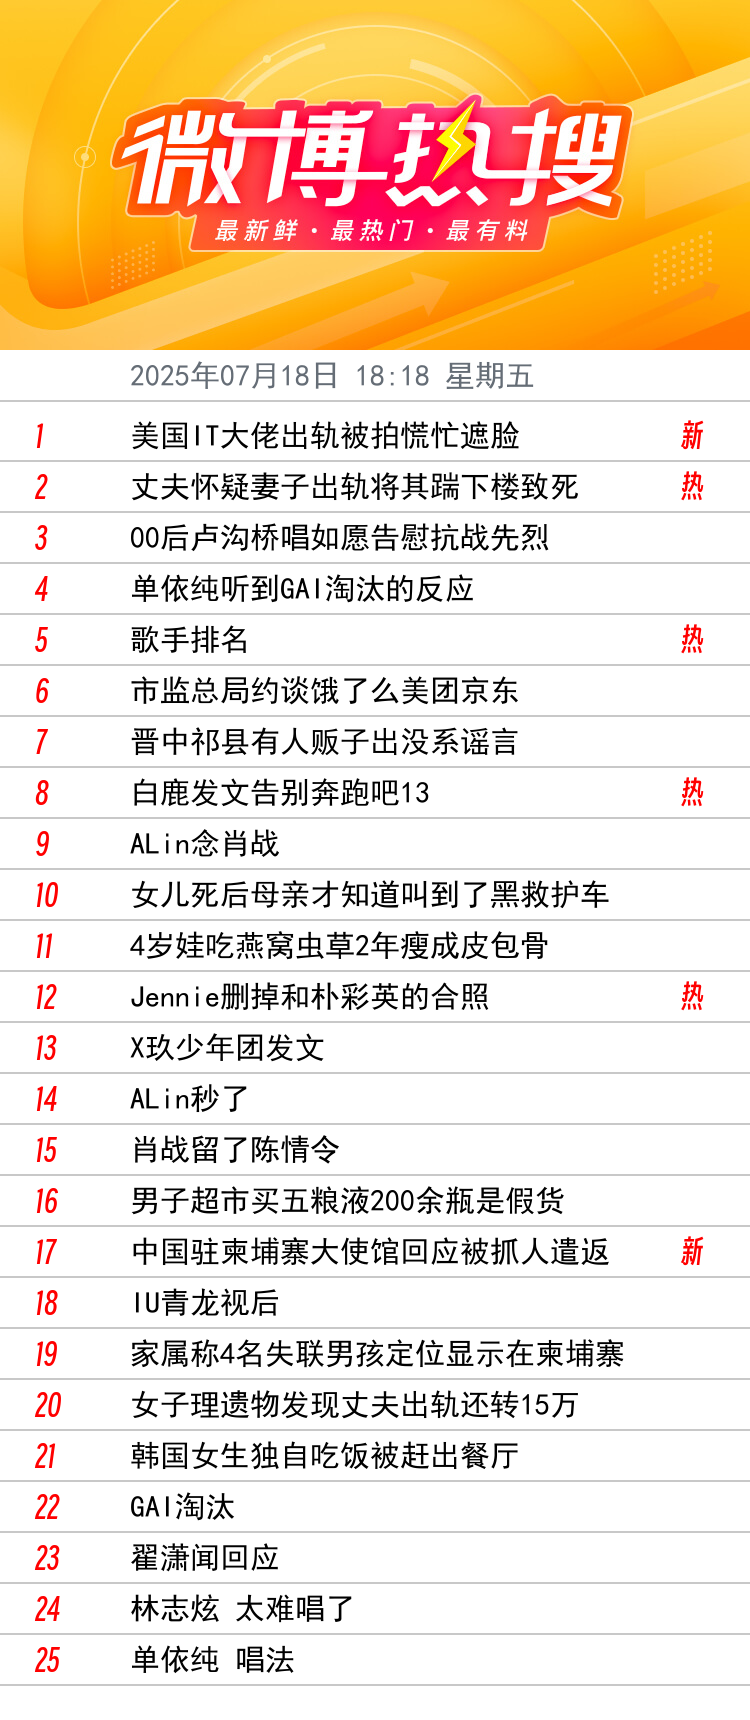 微博热搜
最新鲜·最热门·最有料
2025年07月18日 18:18 星期五
1 美国IT大佬出轨被拍慌忙遮脸 新
2 丈夫怀疑妻子出轨将其踹下楼致死 热
3 00后卢沟桥唱如愿告慰抗战先烈
4 单依纯听到GAI淘汰的反应
5 歌手排名 热
6 市监总局约谈饿了么美团京东
7 晋中祁县有人贩子出没系谣言
8 白鹿发文告别奔跑吧13 热
9 ALin念肖战
10 女儿死后母亲才知道叫到了黑救护车
11 4岁娃吃燕窝虫草2年瘦成皮包骨
12 Jennie删掉和朴彩英的合照 热
13 X玖少年团发文
14 ALin秒了
15 肖战留了陈情令
16 男子超市买五粮液200余瓶是假货
17 中国驻柬埔寨大使馆回应被抓人遣返 新
18 IU青龙视后
19 家属称4名失联男孩定位显示在柬埔寨
20 女子理遗物发现丈夫出轨还转15万
21 韩国女生独自吃饭被赶出餐厅
22 GAI淘汰
23 翟潇闻回应
24 林志炫 太难唱了
25 单依纯 唱法